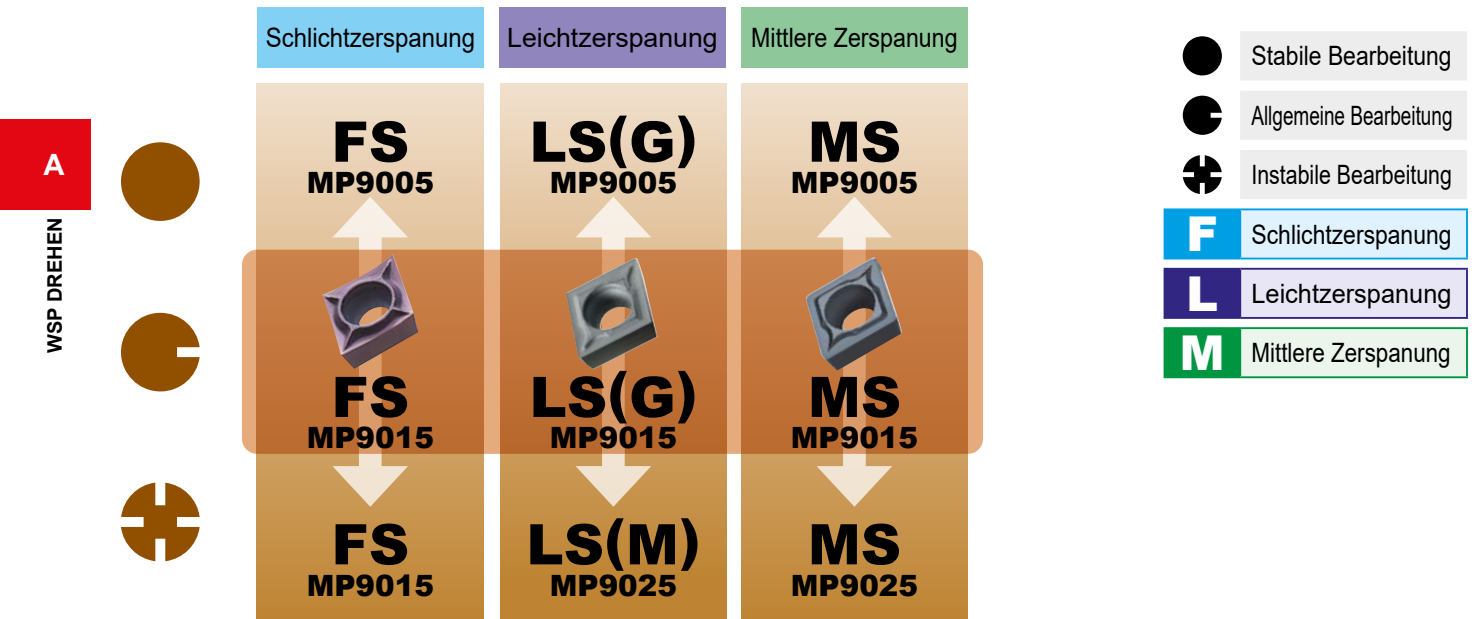 Schlichtzerspanung
Leichtzerspanung
Mittlere Zerspanung
A
WSP DREHEN
FS
MP9005
LS(G)
MP9005
MS
MP9005
FS
MP9015
LS(G)
MP9015
MS
MP9015
FS
MP9015
LS(M)
MP9025
MS
MP9025
Stabile Bearbeitung
Allgemeine Bearbeitung
Instabile Bearbeitung
F Schlichtzerspanung
L Leichtzerspanung
M Mittlere Zerspanung